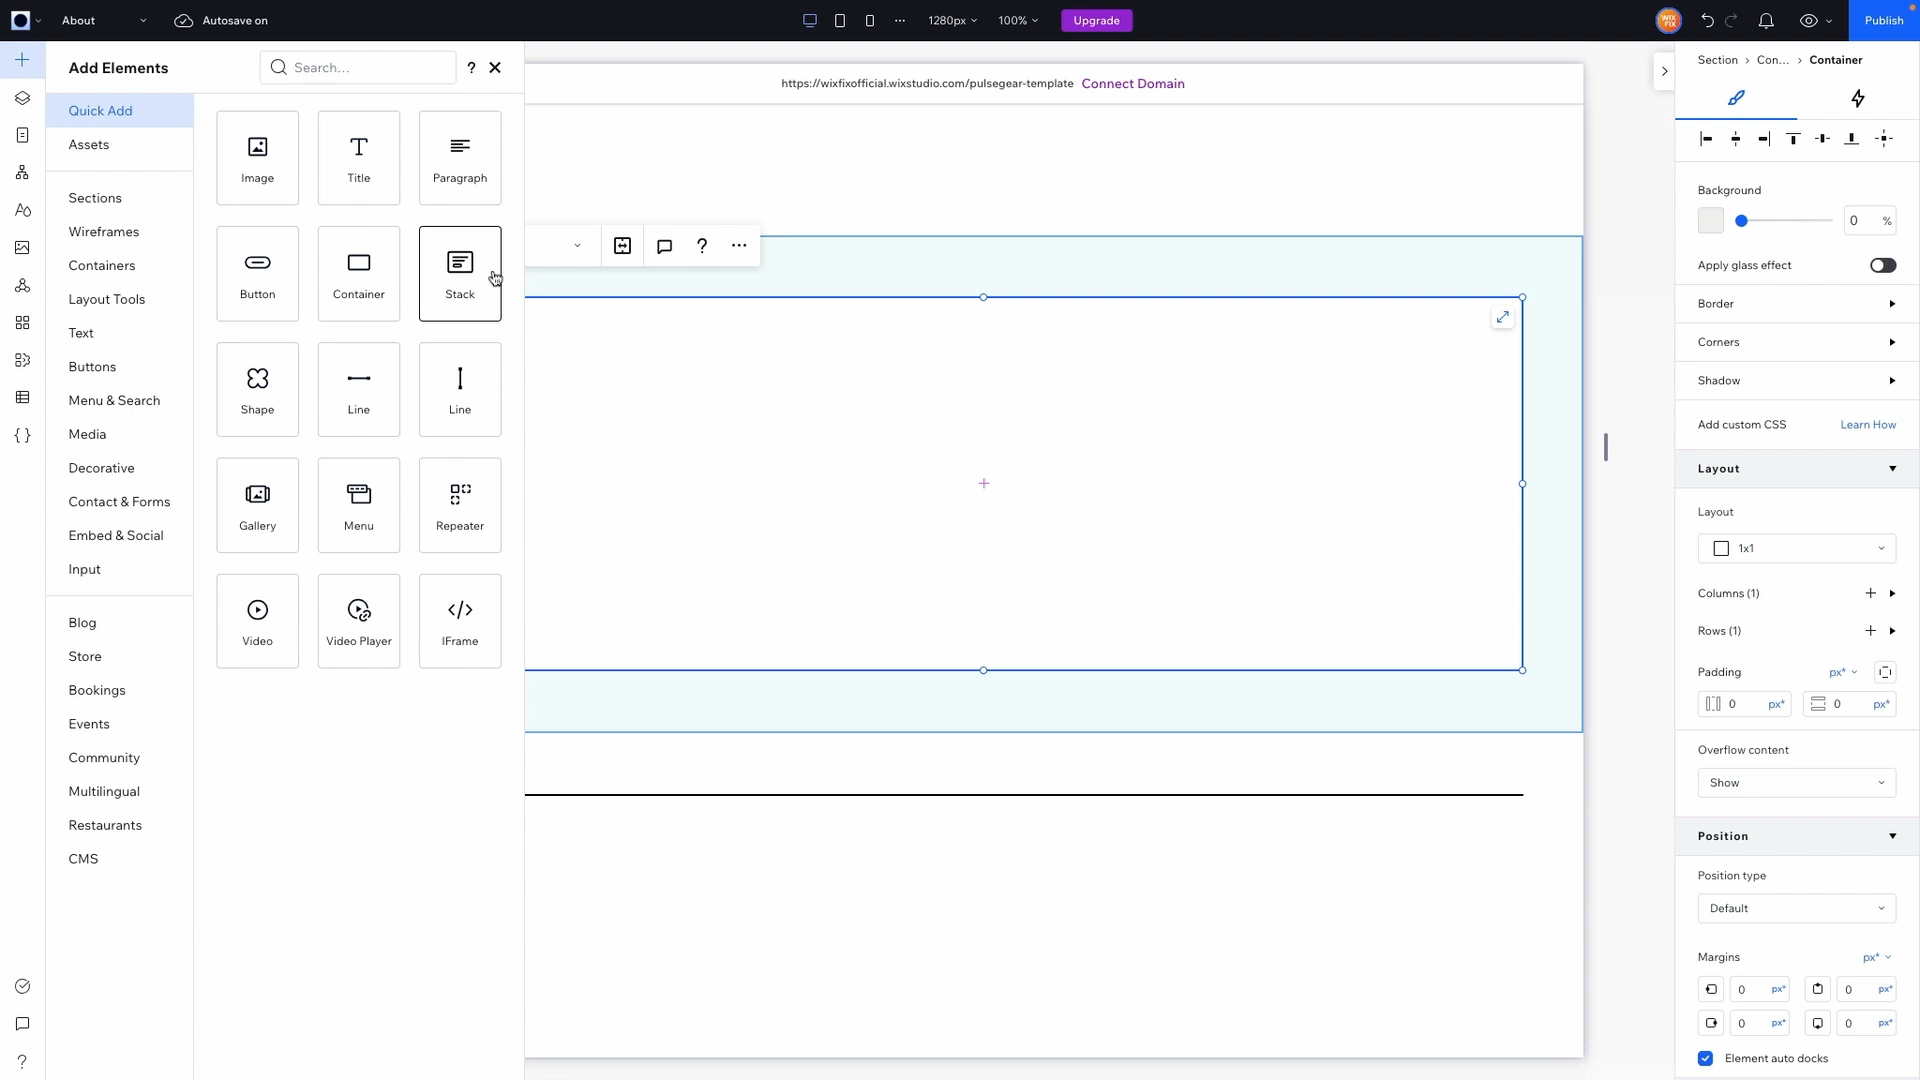 About
Autosave on
1280px
100%
Upgrade
WIX
FIX
Publish
Add Elements
Search...
?
Quick Add
Assets
Sections
Wireframes
Containers
Layout Tools
Text
Buttons
Menu & Search
Media
Decorative
Contact & Forms
Embed & Social
Input
Blog
Store
Bookings
Events
Community
Multilingual
Restaurants
CMS
Image
Title
Paragraph
Button
Container
Stack
Shape
Line
Line
Gallery
Menu
Repeater
Video
Video Player
IFrame
https://wixfixofficial.wixstudio.com/pulsegear-template Connect Domain
?
Section > Con... > Container
Background
0 %
Apply glass effect
Border
Corners
Shadow
Add custom CSS Learn How
Layout
Layout
1x1
Columns (1)
Rows (1)
Padding px*
0 px* 0 px*
Overflow content
Show
Position
Position type
Default
Margins px*
0 px* 0 px*
0 px* 0 px*
Element auto docks
?